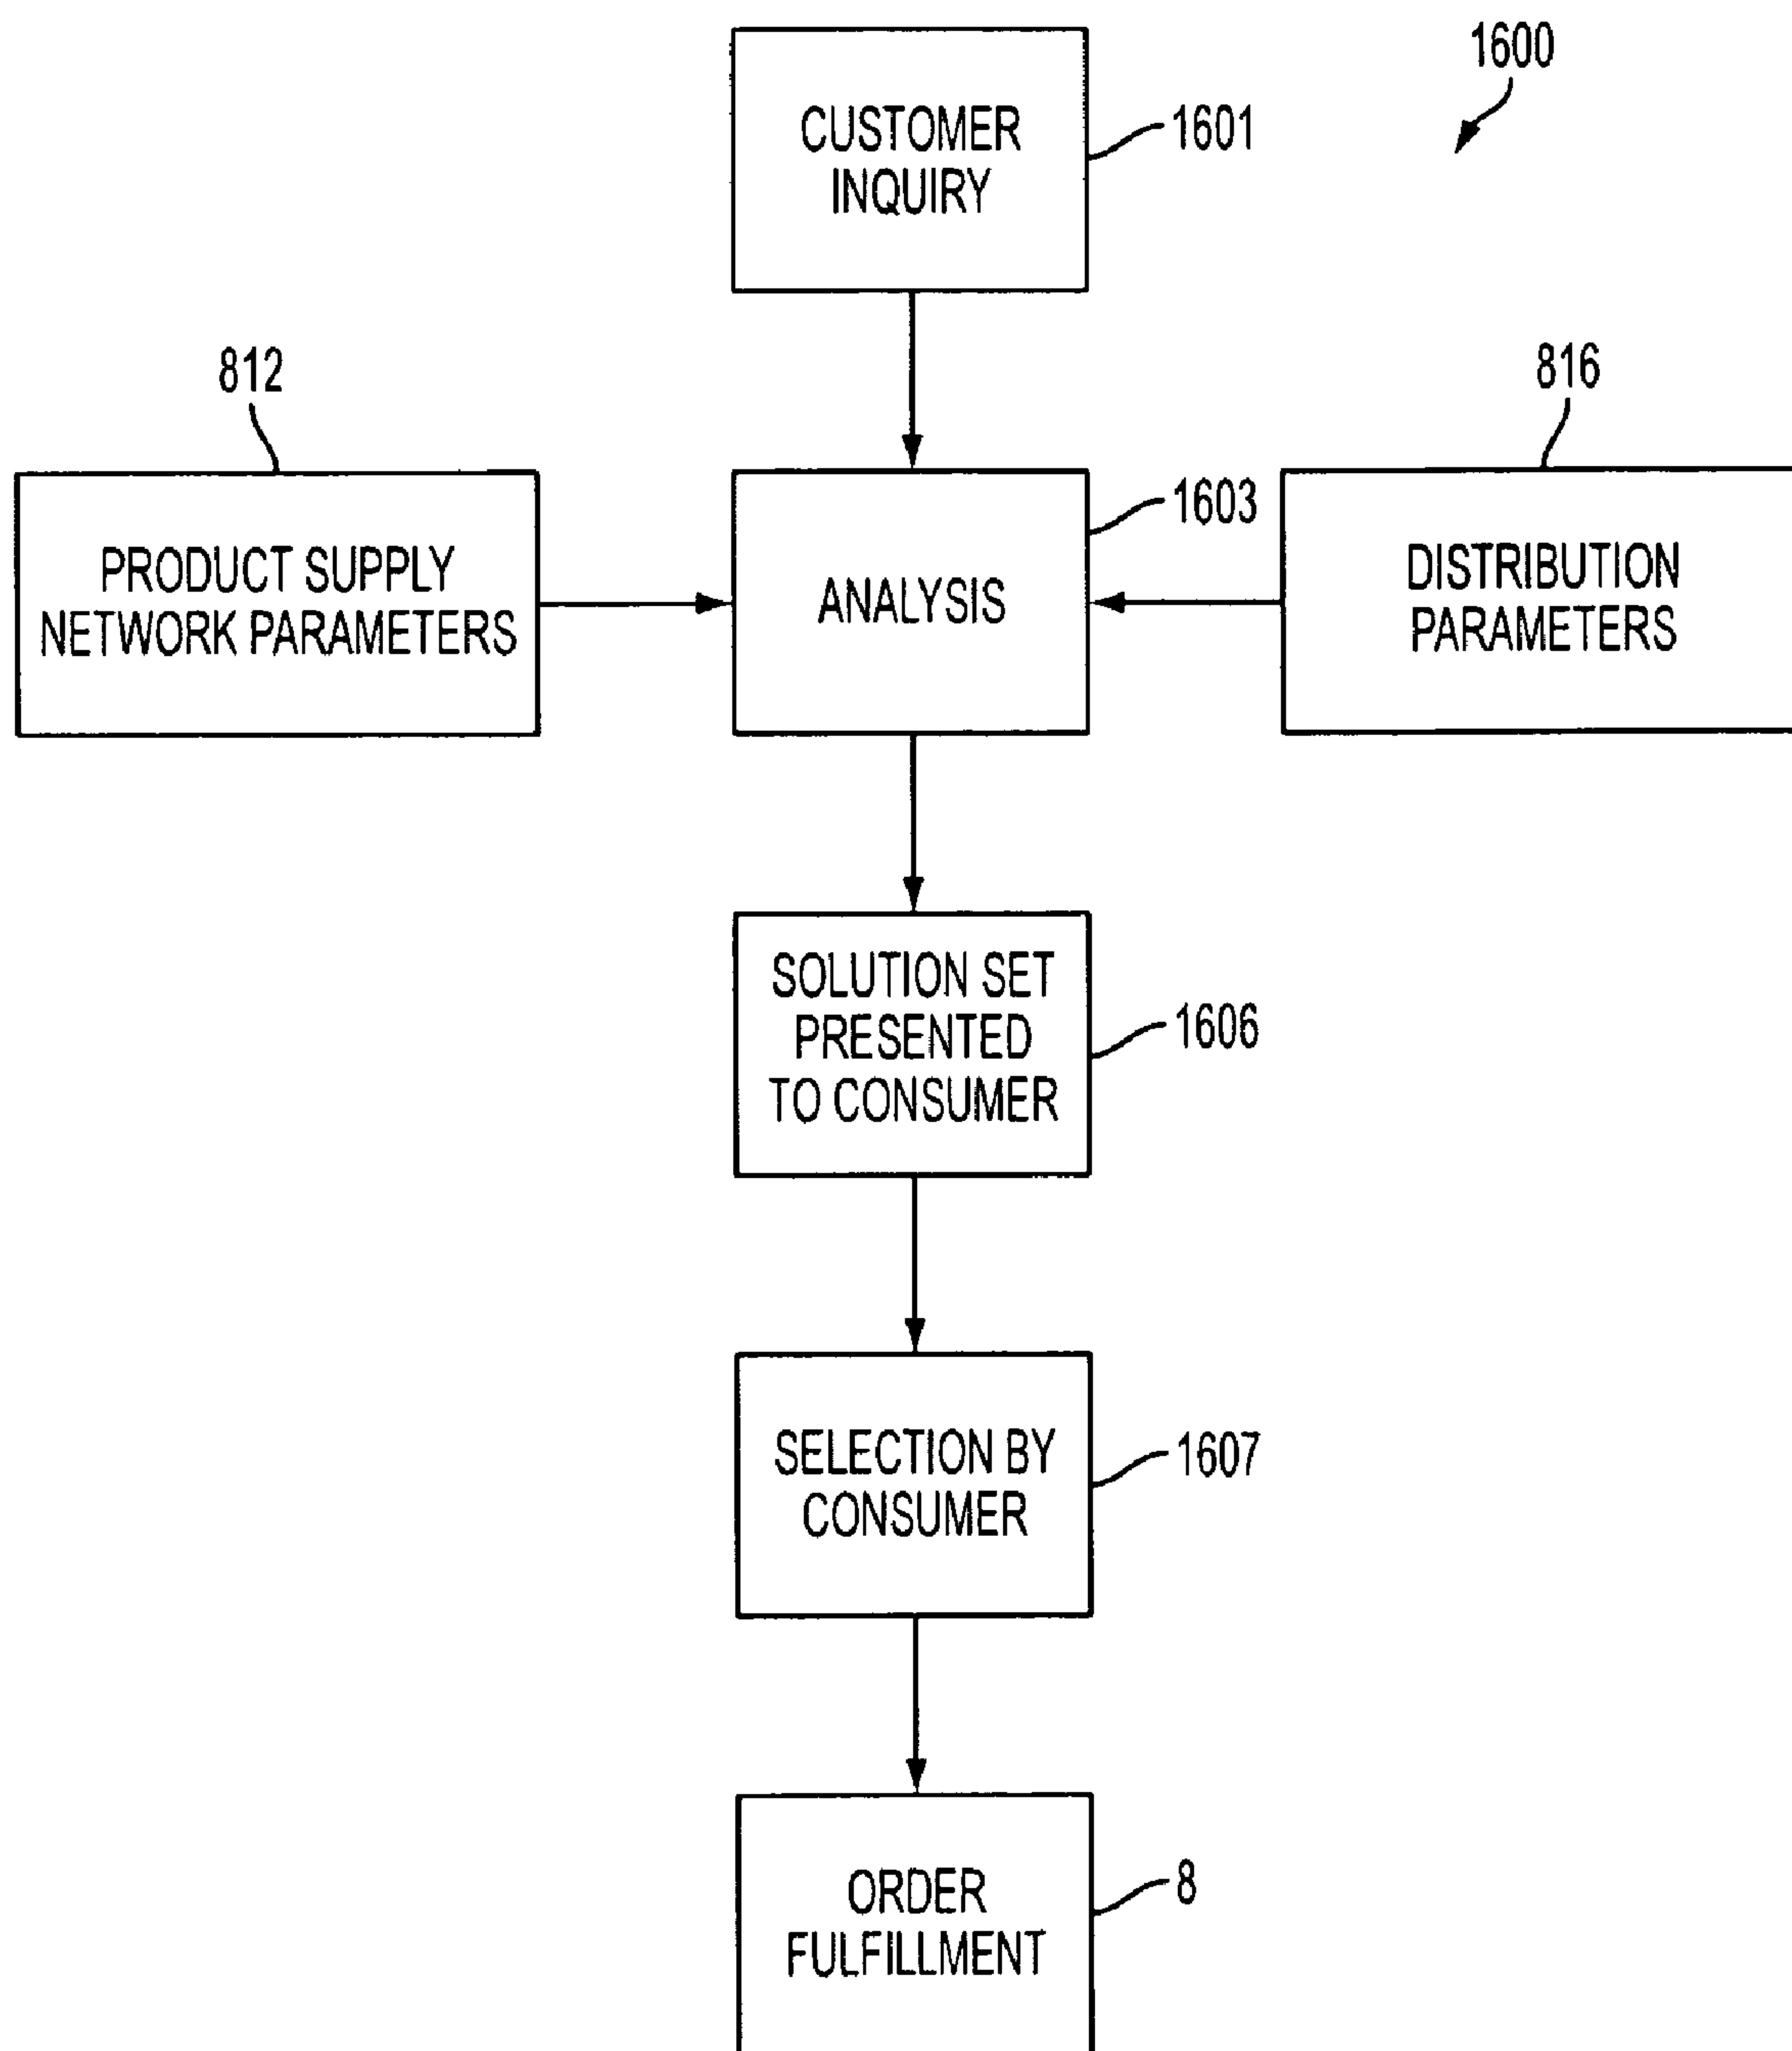 1600
CUSTOMER
INQUIRY
1601
812
816
PRODUCT SUPPLY
NETWORK PARAMETERS
1603
ANALYSIS
DISTRIBUTION
PARAMETERS
SOLUTION SET
PRESENTED
TO CONSUMER
1606
SELECTION BY
CONSUMER
1607
ORDER
FULFILLMENT
8